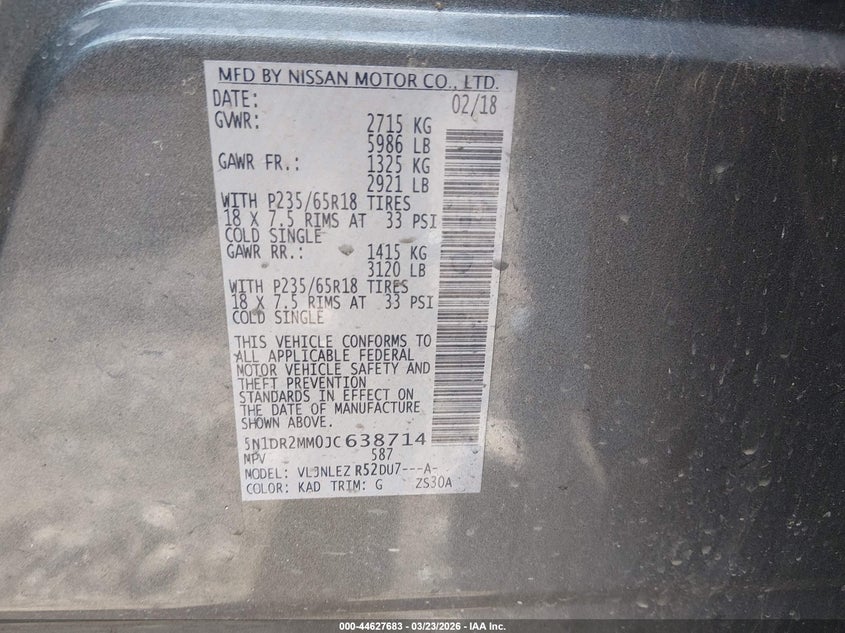 MFD BY NISSAN MOTOR CO., LTD.
DATE: 02/18
GVWR: 2715 KG
5986 LB
GAWR FR.: 1325 KG
2921 LB
WITH P235/65R18 TIRES
18 X 7.5 RIMS AT 33 PSI
COLD SINGLE
GAWR RR.: 1415 KG
3120 LB
WITH P235/65R18 TIRES
18 X 7.5 RIMS AT 33 PSI
COLD SINGLE
THIS VEHICLE CONFORMS TO
ALL APPLICABLE FEDERAL
MOTOR VEHICLE SAFETY AND
THEFT PREVENTION
STANDARDS IN EFFECT ON
THE DATE OF MANUFACTURE
SHOWN ABOVE.
5N1DR2MM0JC638714
MPV 587
MODEL: VL3NLEZ R52DU7---A-
COLOR: KAD TRIM: G ZS30A
000-44627683 - 03/23/2026 - IAA Inc.